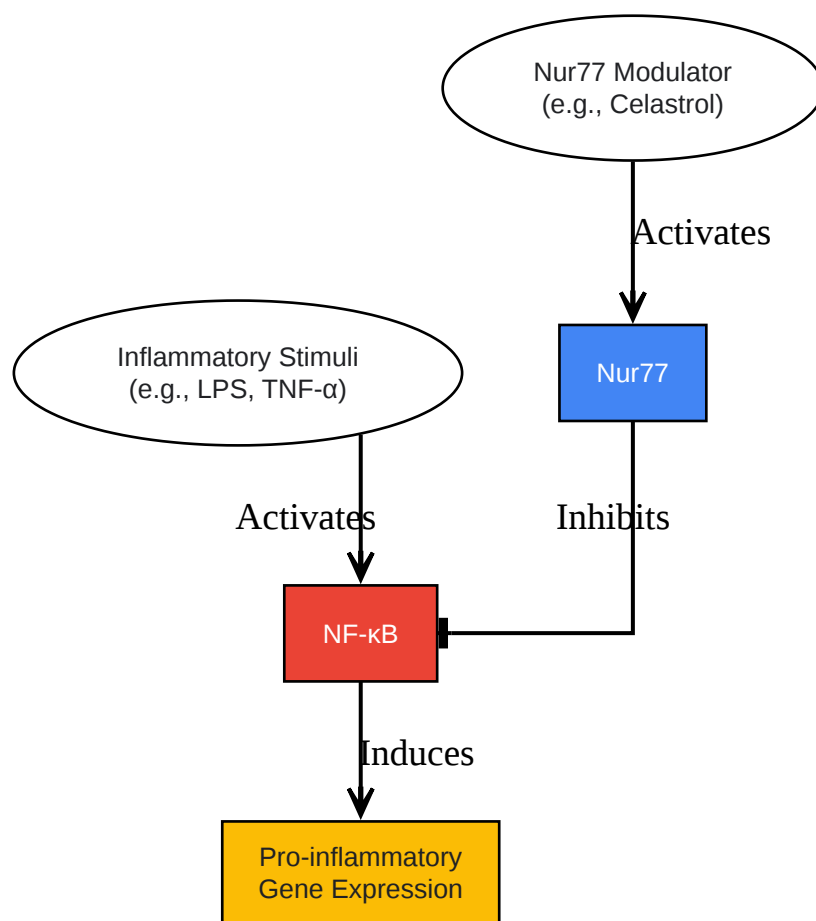 Nur77 Modulator
(e.g., Celastrol)
Activates
Inflammatory Stimuli
(e.g., LPS, TNF-α)
Nur77
Activates
Inhibits
NF-κB
Induces
Pro-inflammatory
Gene Expression